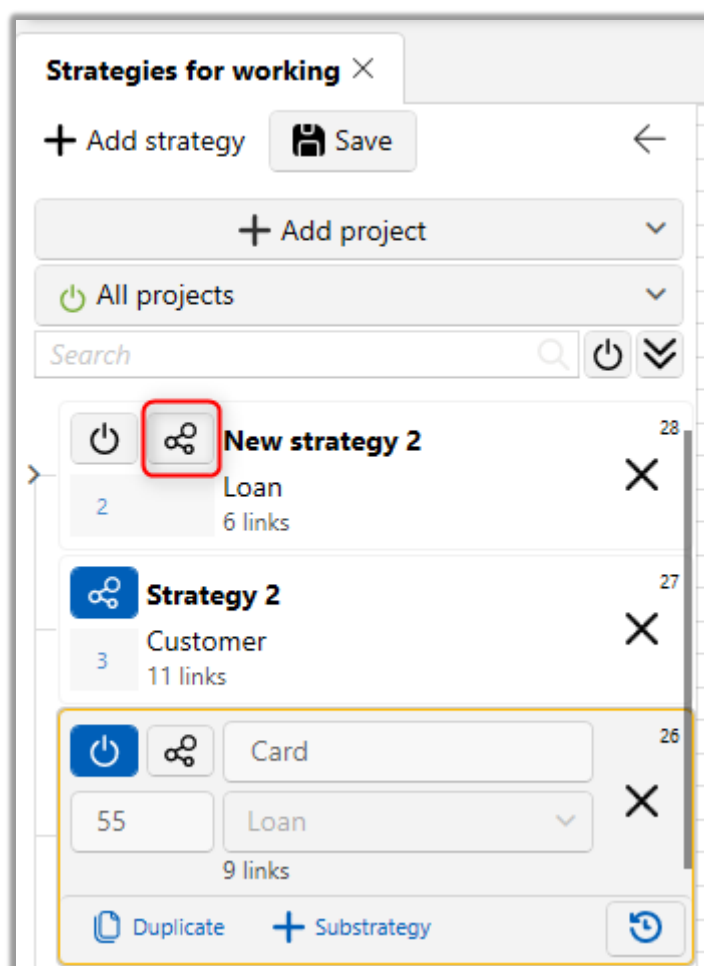 Strategies for working
Add strategy Save
Add project
All projects
Search
New strategy 2 28
Loan
2
6 links
Strategy 2 27
Customer
3
11 links
Card 26
55 Loan
9 links
Duplicate Substrategy